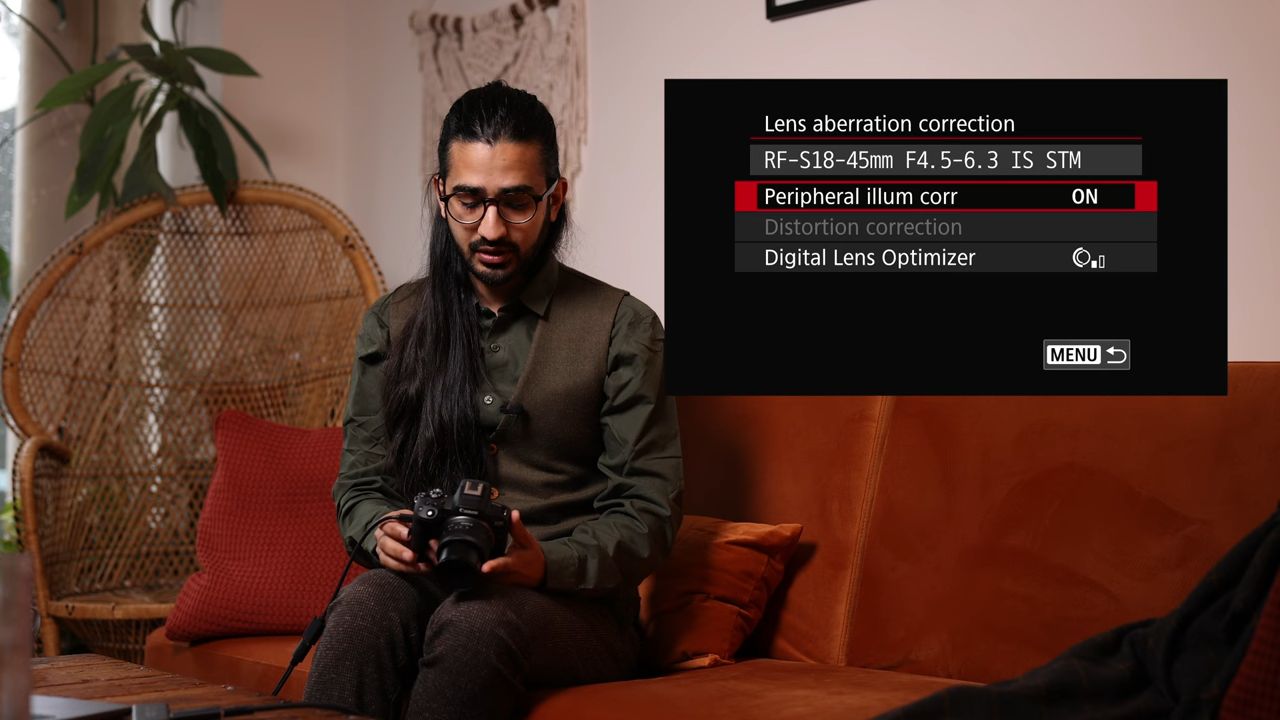 Lens aberration correction
RF-S18-45mm F4.5-6.3 IS STM
Peripheral illum corr ON
Distortion correction
Digital Lens Optimizer
MENU
Canon